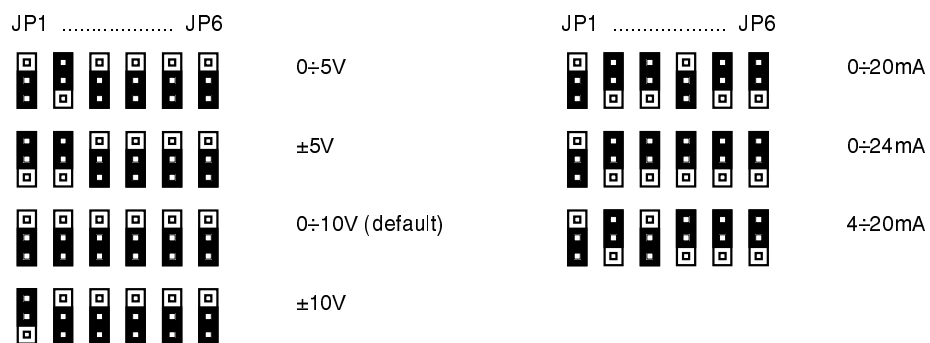 JP1 ................... JP6
0÷5V
±5V
0÷10V (default)
±10V
JP1 ................... JP6
0÷20mA
0÷24mA
4÷20mA